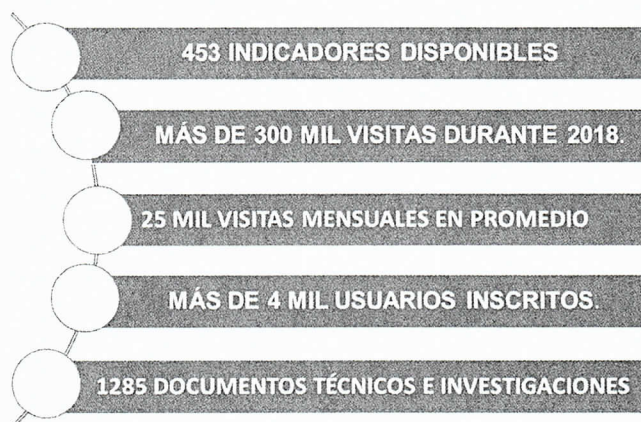 453 INDICADORES DISPONIBLES
MÁS DE 300 MIL VISITAS DURANTE 2018.
25 MIL VISITAS MENSUALES EN PROMEDIO
MÁS DE 4 MIL USUARIOS INSCRITOS.
1285 DOCUMENTOS TÉCNICOS E INVESTIGACIONES